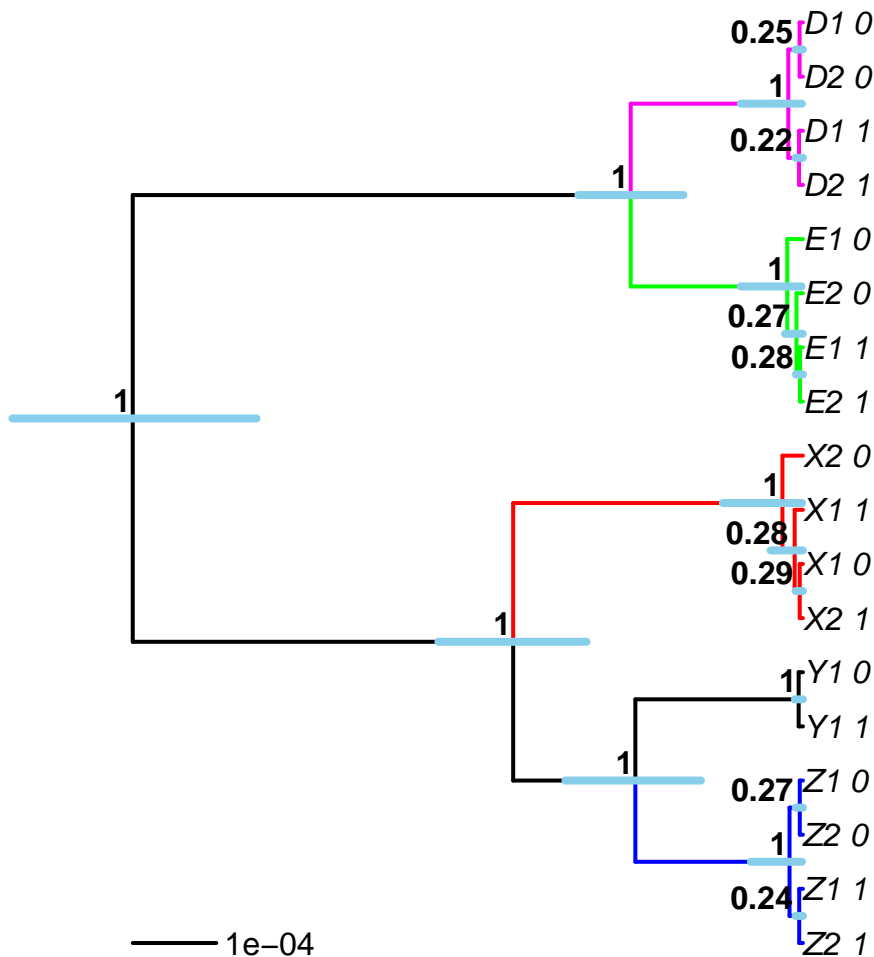 D1 0
0.25
D2 0
1
D1 1
0.22
D2 1
1
E1 0
1
E2 0
0.27
E1 1
0.28
E2 1
1
X2 0
1
X1 1
0.28
X1 0
0.29
X2 1
1
Y1 0
1
Y1 1
1
Z1 0
0.27
Z2 0
1
Z1 1
0.24
Z2 1
1e−04